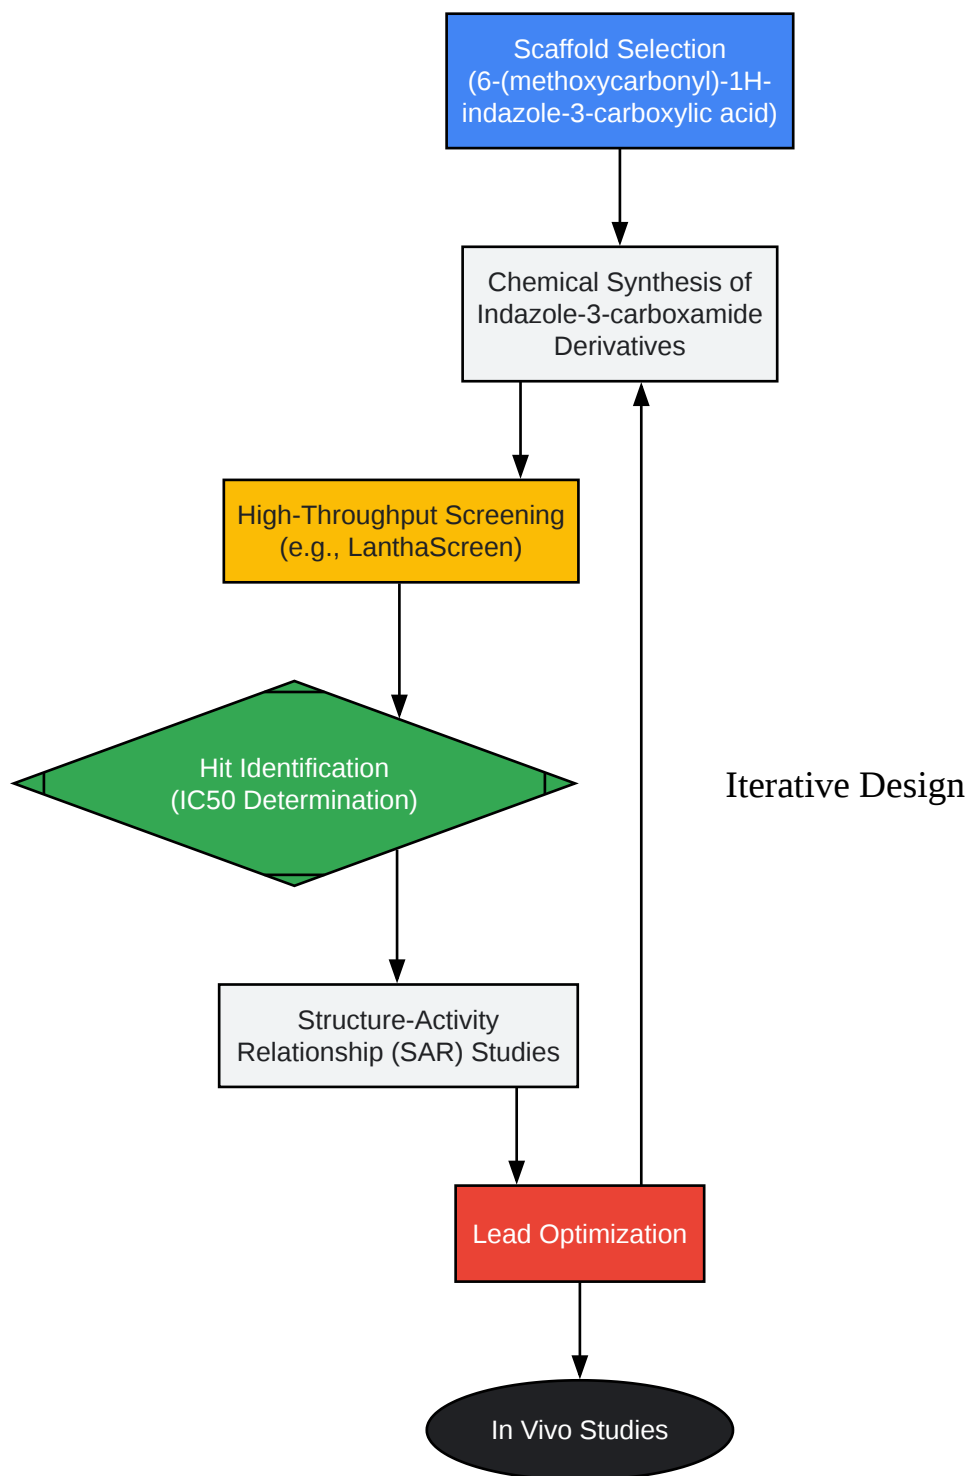 Scaffold Selection
(6-(methoxycarbonyl)-1H-
indazole-3-carboxylic acid)
Chemical Synthesis of
Indazole-3-carboxamide
Derivatives
High-Throughput Screening
(e.g., LanthaScreen)
Hit Identification
(IC50 Determination)
Iterative Design
Structure-Activity
Relationship (SAR) Studies
Lead Optimization
In Vivo Studies